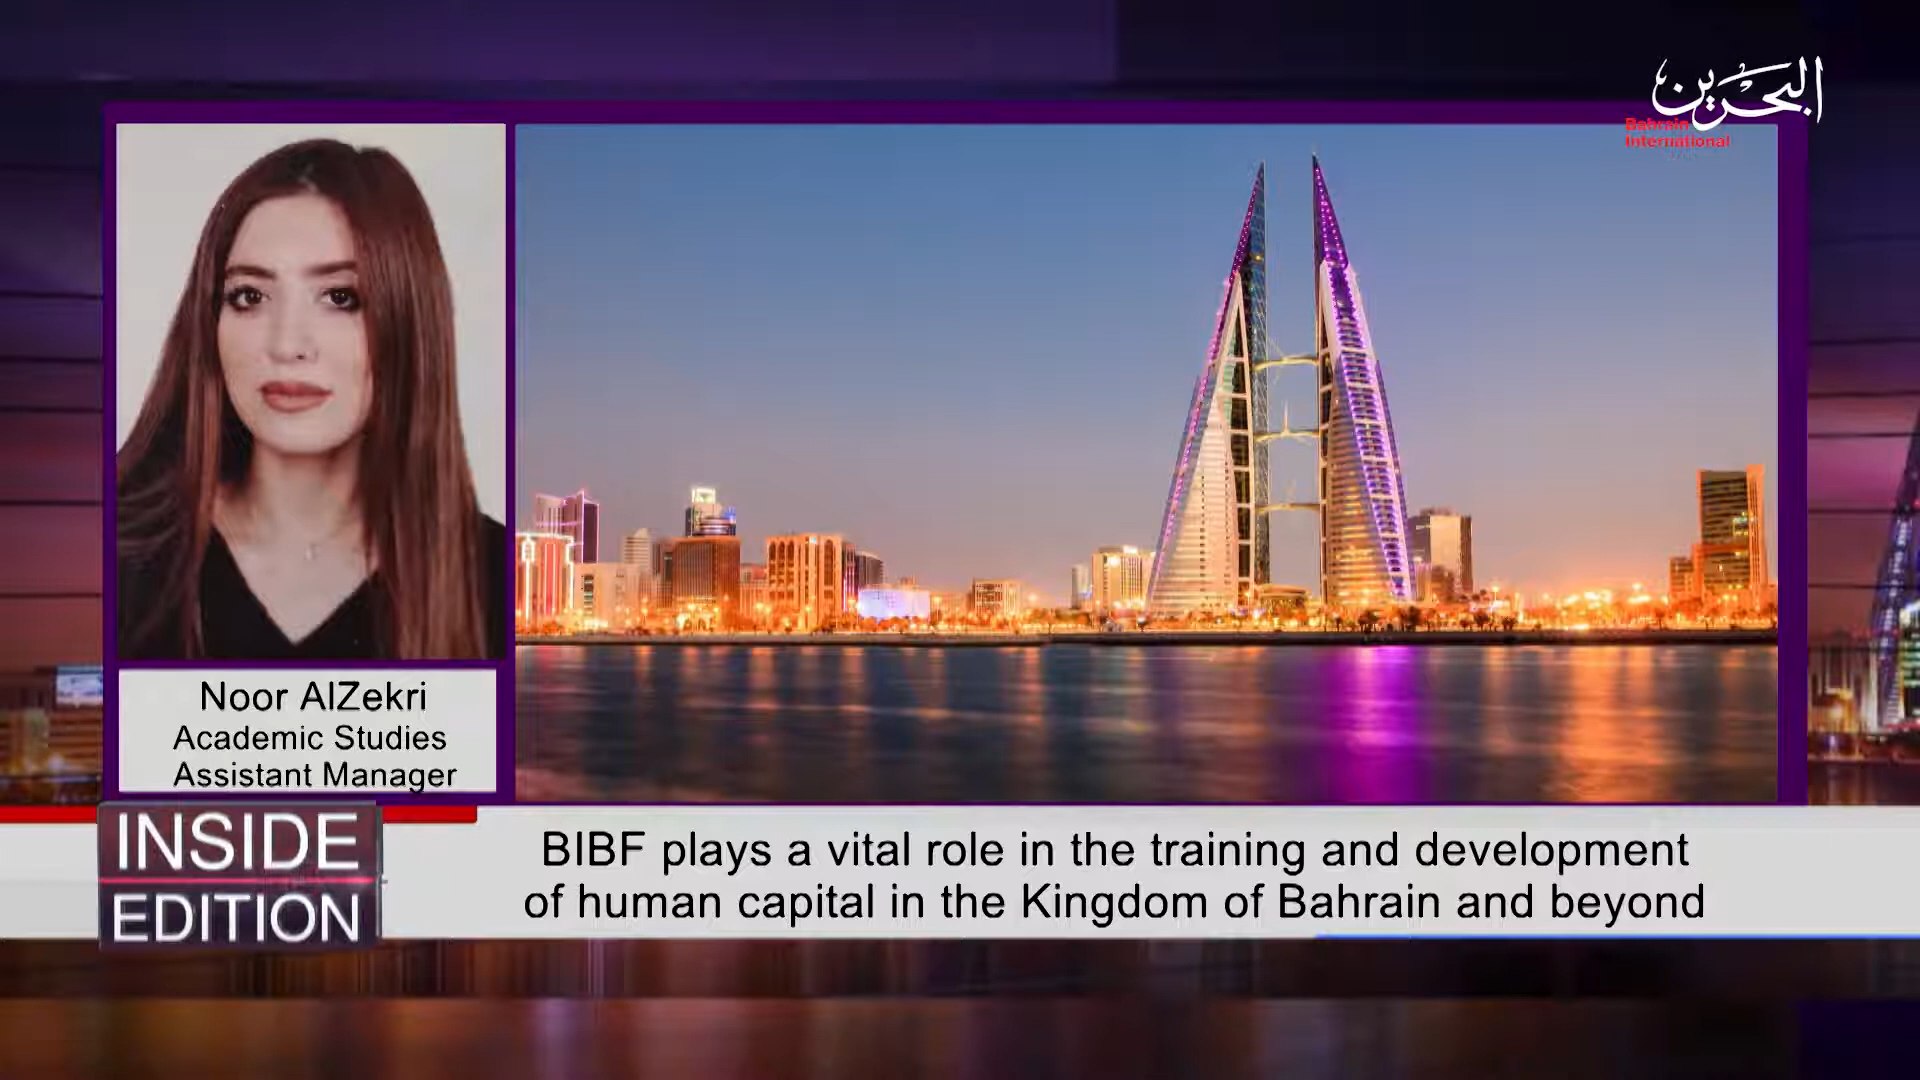 البحرين
Bahrain
International
Noor AlZekri
Academic Studies
Assistant Manager
INSIDE
EDITION
BIBF plays a vital role in the training and development
of human capital in the Kingdom of Bahrain and beyond